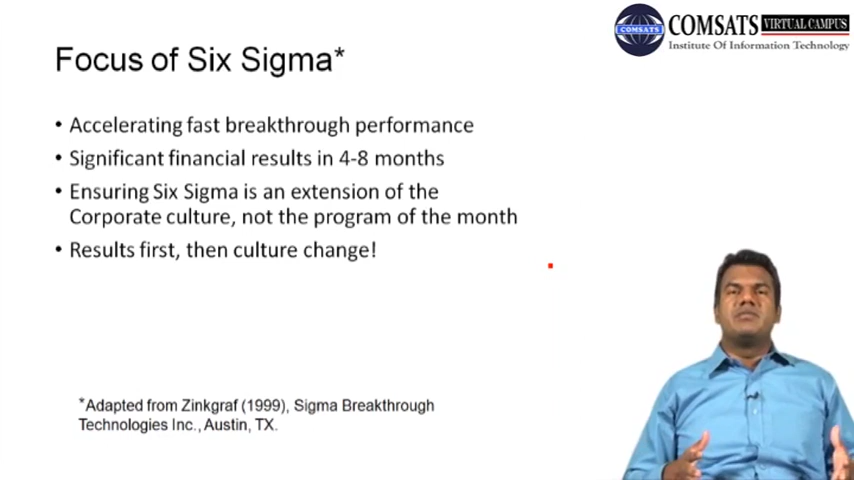 COMSATS VIRTUAL CAMPUS
COMSATS
Institute Of Information Technology
Focus of Six Sigma*
• Accelerating fast breakthrough performance
• Significant financial results in 4-8 months
• Ensuring Six Sigma is an extension of the
Corporate culture, not the program of the month
• Results first, then culture change!
*Adapted from Zinkgraf (1999), Sigma Breakthrough
Technologies Inc., Austin, TX.